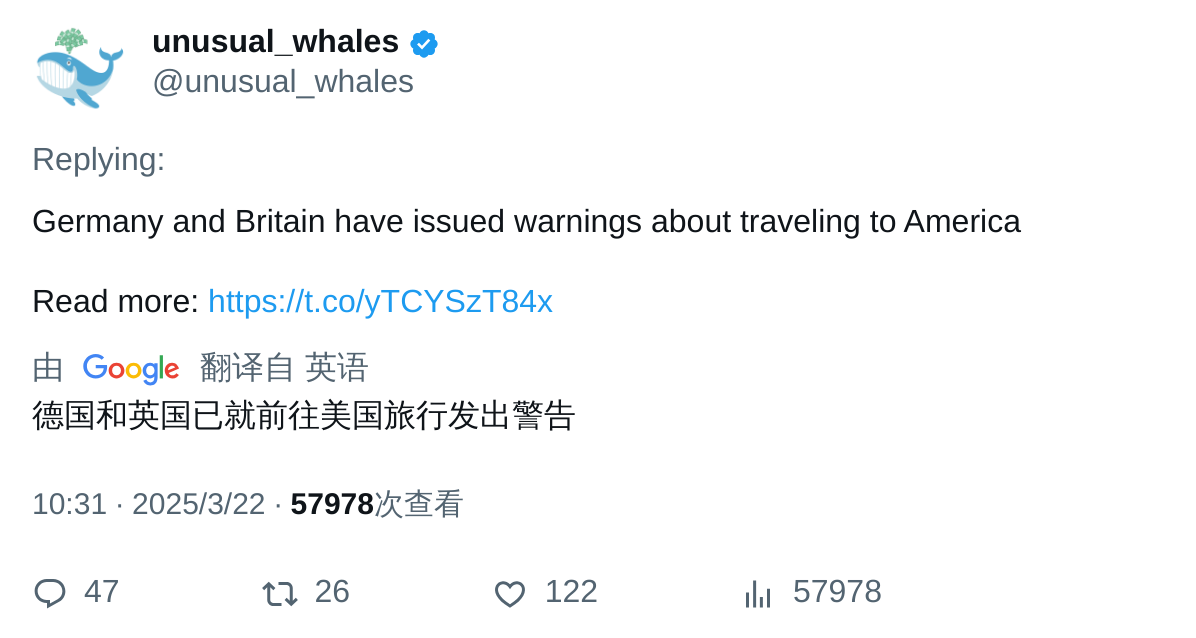 unusual_whales
@unusual_whales
Replying:
Germany and Britain have issued warnings about traveling to America
Read more: https://t.co/yTCYSzT84x
由 Google 翻译自 英语
德国和英国已就前往美国旅行发出警告
10:31 · 2025/3/22 · 57978次查看
47 26 122 57978